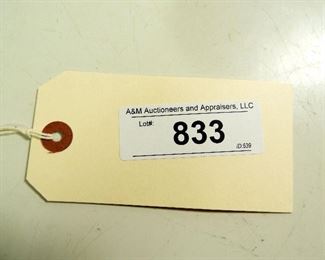 A&M Auctioneers and Appraisers, LLC
Lot#:
833
ID:539